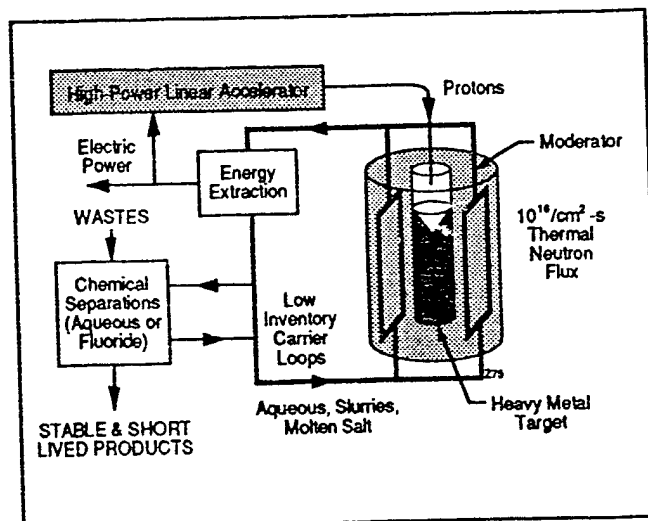 High-Power Linear Accelerator
Protons
Electric
Power
Energy
Extraction
Moderator
WASTES
10¹⁶/cm²-s
Thermal
Neutron
Flux
Chemical
Separations
(Aqueous or
Fluoride)
Low
Inventory
Carrier
Loops
Aqueous, Slurries,
Molten Salt
Heavy Metal
Target
STABLE & SHORT
LIVED PRODUCTS